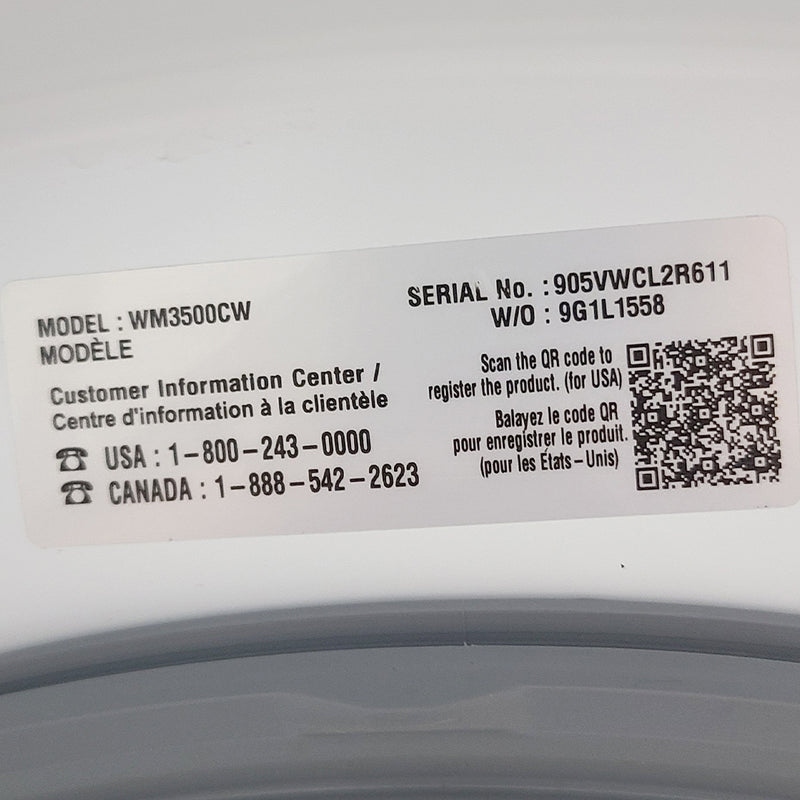 MODEL : WM3500CW
MODÈLE
Customer Information Center /
Centre d'information à la clientèle
☎ USA : 1-800-243-0000
☎ CANADA : 1-888-542-2623
SERIAL No. : 905VWCL2R611
W/O : 9G1L1558
Scan the QR code to
register the product. (for USA)
Balayez le code QR
pour enregistrer le produit.
(pour les États-Unis)